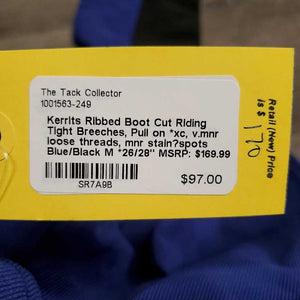 The Tack Collector
1001563-249
Kerrits Ribbed Boot Cut Riding
Tight Breeches, Pull on *xc, v.mnr
loose threads, mnr stain?spots
Blue/Black M *26/28" MSRP: $169.99
SR7A9B
$97.00
Retail (New) Price
is $ 170